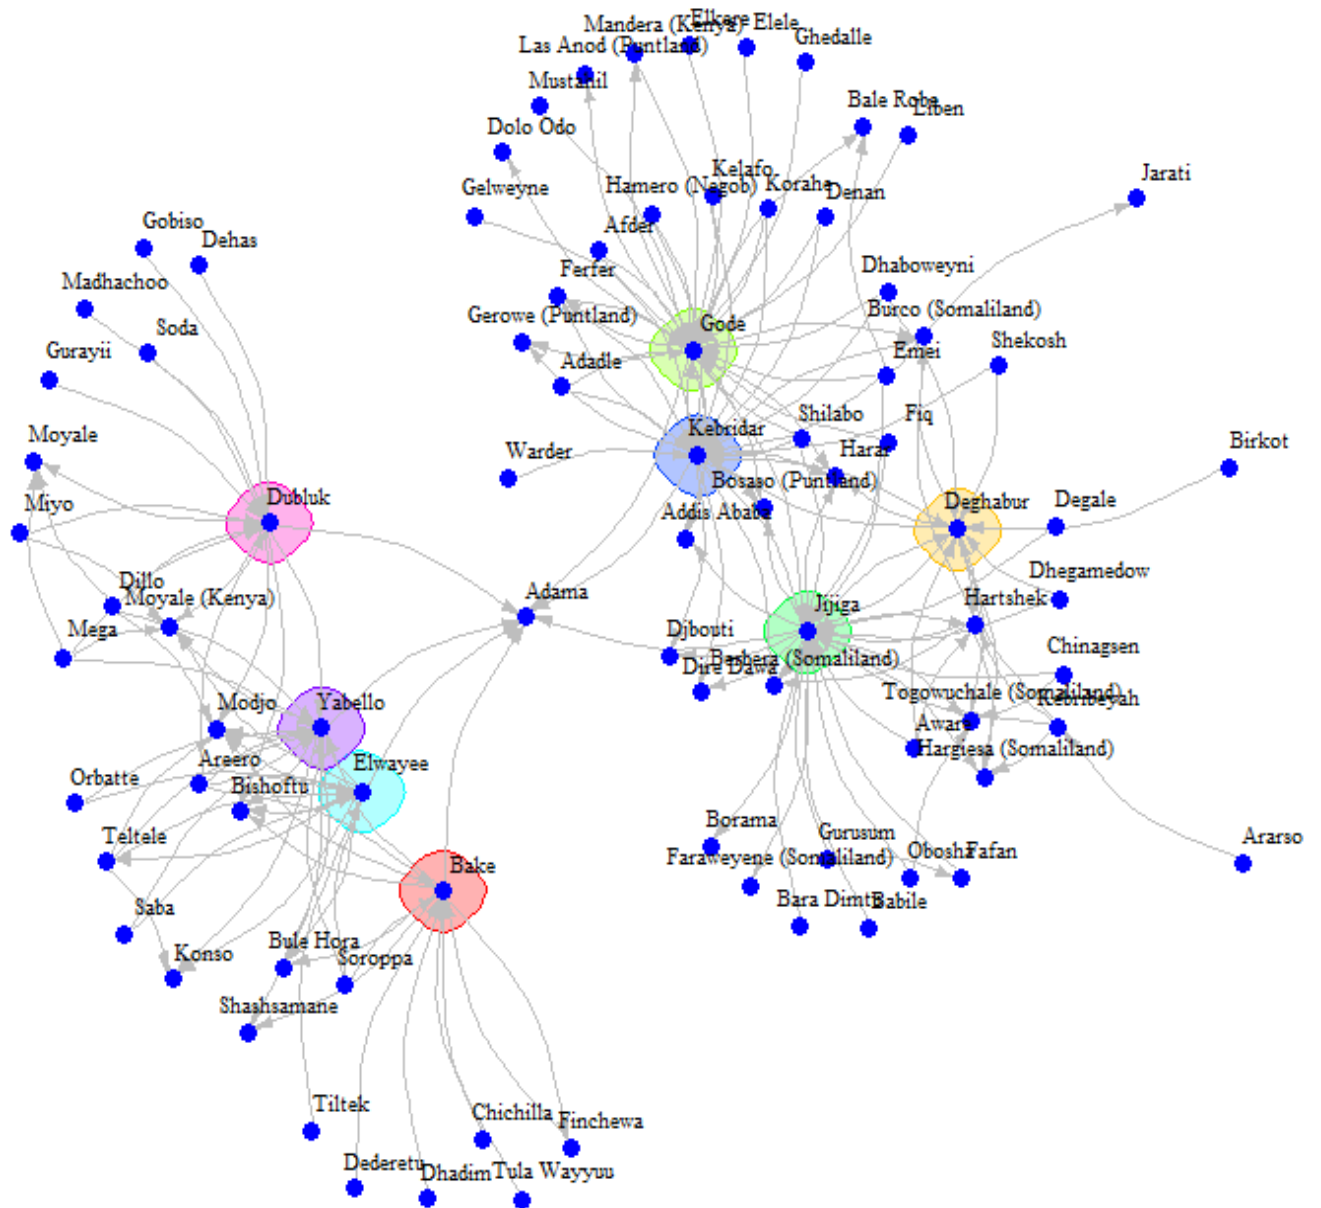 Elkere
Elele
Mandera (Kenya)
Ghedalle
Las Anod (Puntland)
Mustahil
Bale Robe
Liben
Dolo Odo
Kelafo
Jarati
Hamero (Negob)
Korahe
Denan
Gelweyne
Gobiso
Dehas
Afder
Dhaboweyni
Ferfer
Madhachoo
Burco (Somaliland)
Gerowe (Puntland)
Gode
Soda
Shekosh
Gurayii
Emei
Adadle
Shilabo
Fiq
Kebridar
Moyale
Birkot
Warder
Harar
Bosaso (Puntland)
Dubluk
Miyo
Deghabur
Degale
Addis Ababa
Dhegamedow
Dillo
Adama
Moyale (Kenya)
Jijiga
Hartshek
Mega
Djbouti
Chinagsen
Berbera (Somaliland)
Dire Dawa
Togowuchale (Somaliland)
Kebribeyah
Modjo
Yabello
Aware
Hargiesa (Somaliland)
Areero
Elwayee
Orbatte
Bishoftu
Borama
Teltele
Gurusum
Ararso
Faraweyene (Somaliland)
Obosha
Fafan
Bake
Bara Dimtu
Babile
Saba
Bule Hora
Konso
Soroppa
Shashsamane
Tiltek
Chichilla
Finchewa
Dederetu
Dhadim
Tula Wayyuu